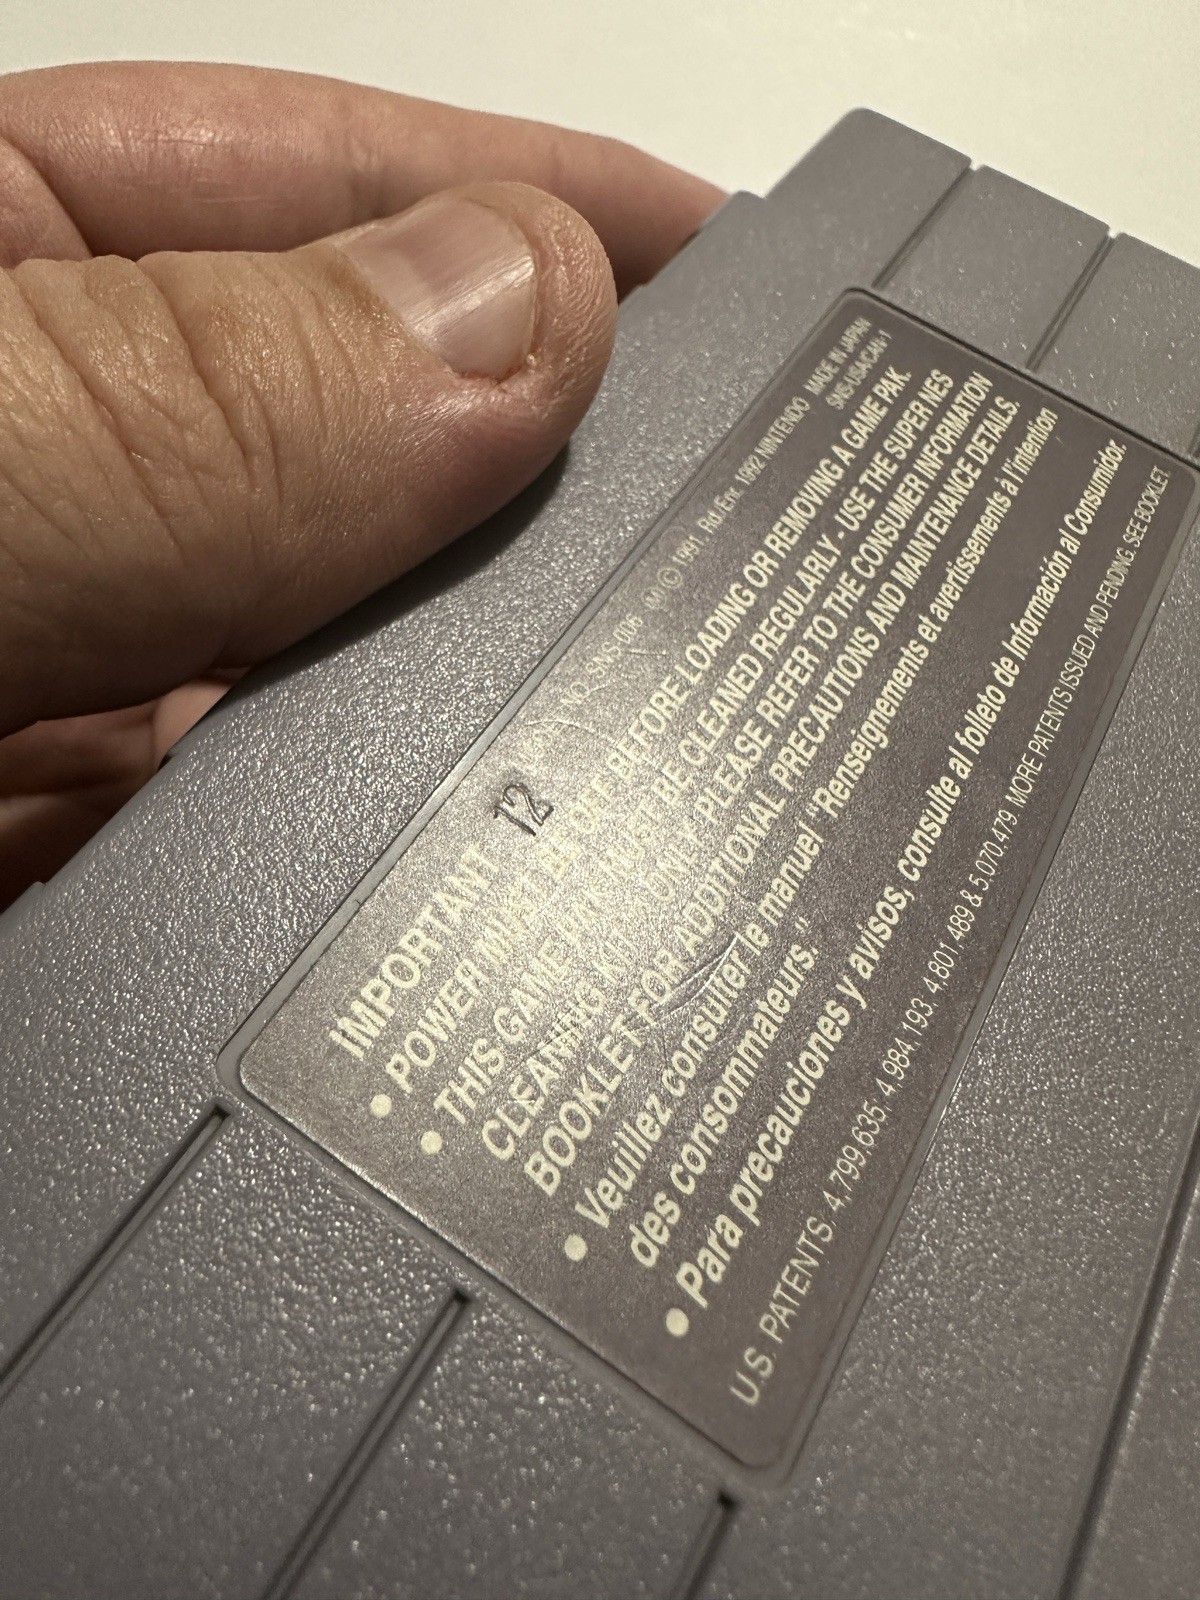 IMPORTANT 12 SNS-006 Ⓜ © 1991, Rd. Enr. 1992 NINTENDO MADE IN JAPAN
SNS-USA/CAN-1
• POWER MUST BE OFF BEFORE LOADING OR REMOVING A GAME PAK.
• THIS GAME PAK MUST BE CLEANED REGULARLY - USE THE SUPER NES
CLEANING KIT ONLY. PLEASE REFER TO THE CONSUMER INFORMATION
BOOKLET FOR ADDITIONAL PRECAUTIONS AND MAINTENANCE DETAILS.
• Veuillez consulter le manuel "Renseignements et avertissements à l'intention
des consommateurs."
• Para precauciones y avisos, consulte al folleto de Información al Consumidor.
U.S. PATENTS. 4,799,635; 4,984,193; 4,801,489 & 5,070,479. MORE PATENTS ISSUED AND PENDING. SEE BOOKLET.